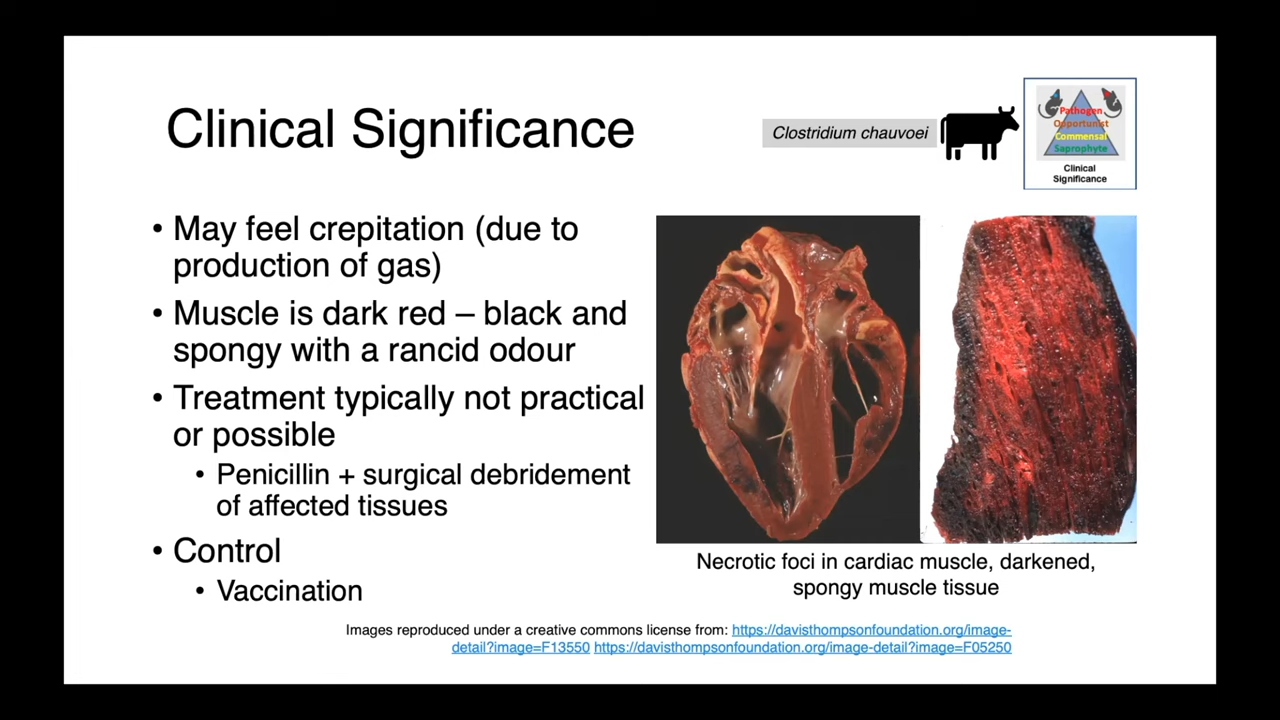 Clinical Significance
Clostridium chauvoei
Pathogen
Opportunist
Commensal
Saprophyte
Clinical
Significance
• May feel crepitation (due to
production of gas)
• Muscle is dark red – black and
spongy with a rancid odour
• Treatment typically not practical
or possible
• Penicillin + surgical debridement
of affected tissues
• Control
• Vaccination
Necrotic foci in cardiac muscle, darkened,
spongy muscle tissue
Images reproduced under a creative commons license from: https://davisthompsonfoundation.org/image-
detail?image=F13550 https://davisthompsonfoundation.org/image-detail?image=F05250